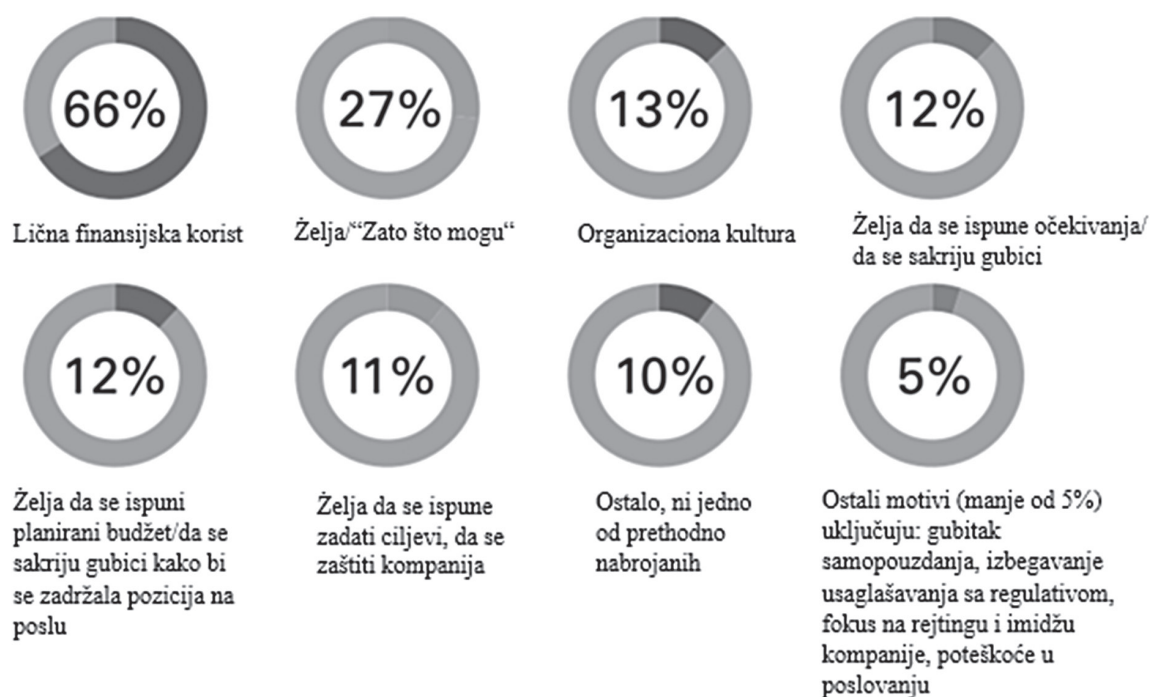 66%
27%
13%
12%
Lična finansijska korist
Želja/“Zato što mogu“
Organizaciona kultura
Želja da se ispune očekivanja/
da se sakriju gubici
12%
11%
10%
5%
Želja da se ispuni
planirani budžet/da se
sakriju gubici kako bi
se zadržala pozicija na
poslu
Želja da se ispune
zadati ciljevi, da se
zaštiti kompanija
Ostalo, ni jedno
od prethodno
nabrojanih
Ostali motivi (manje od 5%)
uključuju: gubitak
samopouzdanja, izbegavanje
usaglašavanja sa regulativom,
fokus na rejtingu i imidžu
kompanije, poteškoće u
poslovanju